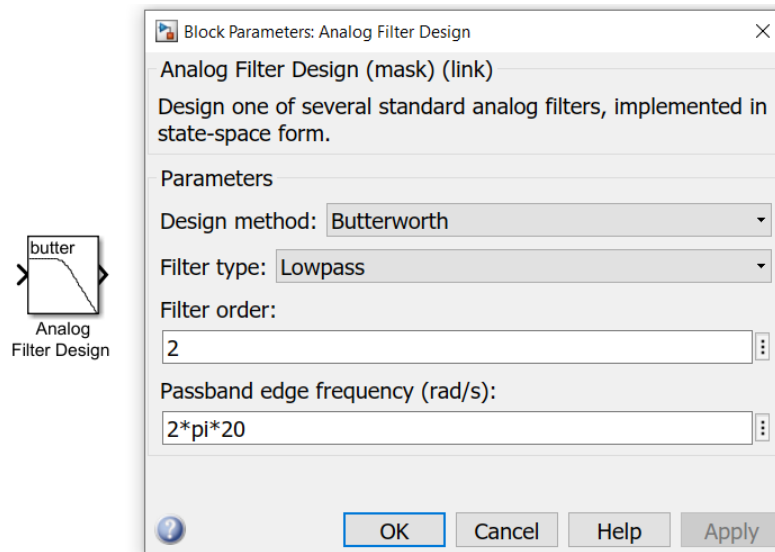 Block Parameters: Analog Filter Design
Analog Filter Design (mask) (link)
Design one of several standard analog filters, implemented in
state-space form.
Parameters
Design method: Butterworth
Filter type: Lowpass
Filter order:
2
Passband edge frequency (rad/s):
2*pi*20
OK Cancel Help Apply
butter
Analog
Filter Design